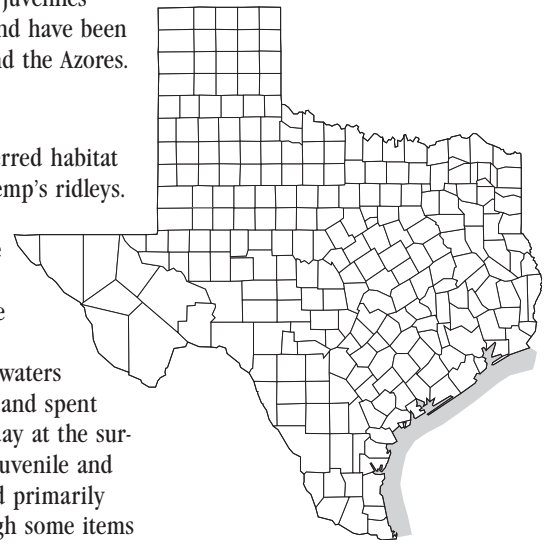 juveniles
nd have been
nd the Azores.
erred habitat
emp's ridleys.
e
e
waters
and spent
ay at the sur-
uvenile and
d primarily
gh some items